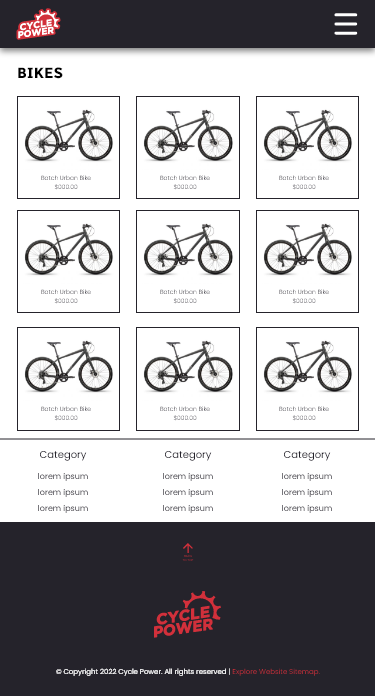 CYCLE
POWER
BIKES
Batch Urban Bike
$000.00
Batch Urban Bike
$000.00
Batch Urban Bike
$000.00
Batch Urban Bike
$000.00
Batch Urban Bike
$000.00
Batch Urban Bike
$000.00
Batch Urban Bike
$000.00
Batch Urban Bike
$000.00
Batch Urban Bike
$000.00
Category
lorem ipsum
lorem ipsum
lorem ipsum
Category
lorem ipsum
lorem ipsum
lorem ipsum
Category
lorem ipsum
lorem ipsum
lorem ipsum
CYCLE
POWER
© Copyright 2022 Cycle Power. All rights reserved | Explore Website Sitemap.